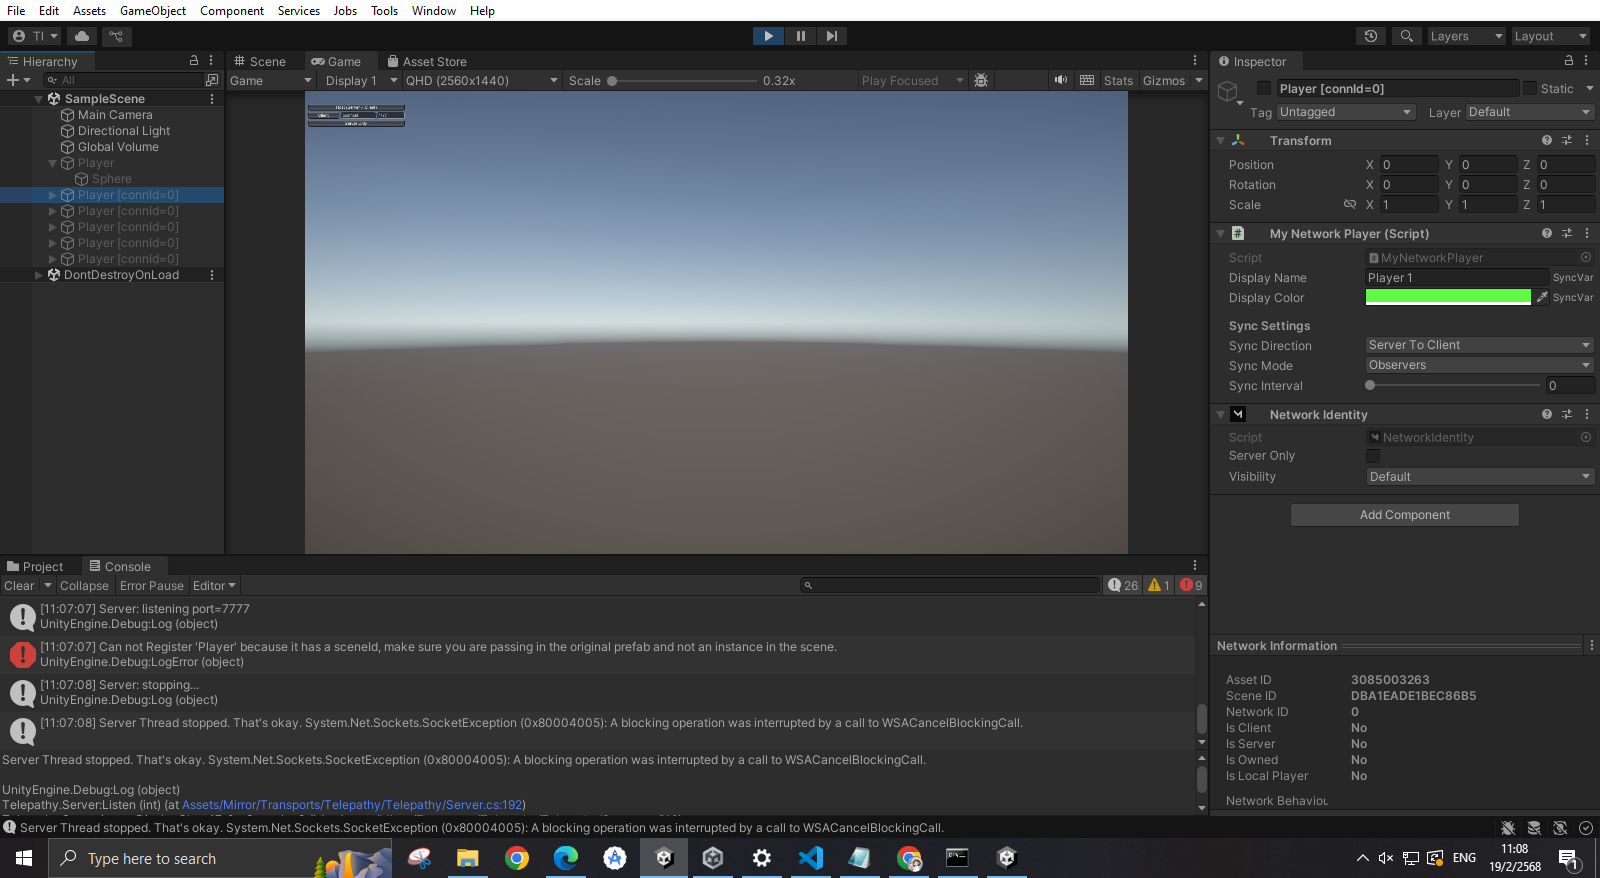 File Edit Assets GameObject Component Services Jobs Tools Window Help
TI
Layers Layout
Hierarchy
All
SampleScene
Main Camera
Directional Light
Global Volume
Player
Sphere
Player [connId=0]
Player [connId=0]
Player [connId=0]
Player [connId=0]
Player [connId=0]
DontDestroyOnLoad
Scene Game Asset Store
Game Display 1 QHD (2560x1440) Scale 0.32x Play Focused Stats Gizmos
Client
Server Only
Inspector
Player [connId=0] Static
Tag Untagged Layer Default
Transform
Position X 0 Y 0 Z 0
Rotation X 0 Y 0 Z 0
Scale X 1 Y 1 Z 1
My Network Player (Script)
Script MyNetworkPlayer
Display Name Player 1 SyncVar
Display Color SyncVar
Sync Settings
Sync Direction Server To Client
Sync Mode Observers
Sync Interval 0
Network Identity
Script NetworkIdentity
Server Only
Visibility Default
Add Component
Network Information
Asset ID 3085003263
Scene ID DBA1EADE1BEC86B5
Network ID 0
Is Client No
Is Server No
Is Owned No
Is Local Player No
Network Behaviou
Project Console
Clear Collapse Error Pause Editor 26 1 9
[11:07:07] Server: listening port=7777
UnityEngine.Debug:Log (object)
[11:07:07] Can not Register 'Player' because it has a sceneId, make sure you are passing in the original prefab and not an instance in the scene.
UnityEngine.Debug:LogError (object)
[11:07:08] Server: stopping...
UnityEngine.Debug:Log (object)
[11:07:08] Server Thread stopped. That's okay. System.Net.Sockets.SocketException (0x80004005): A blocking operation was interrupted by a call to WSACancelBlockingCall.
Server Thread stopped. That's okay. System.Net.Sockets.SocketException (0x80004005): A blocking operation was interrupted by a call to WSACancelBlockingCall.
UnityEngine.Debug:Log (object)
Telepathy.Server:Listen (int) (at Assets/Mirror/Transports/Telepathy/Telepathy/Server.cs:192)
Server Thread stopped. That's okay. System.Net.Sockets.SocketException (0x80004005): A blocking operation was interrupted by a call to WSACancelBlockingCall.
Type here to search
ENG
11:08
19/2/2568
1